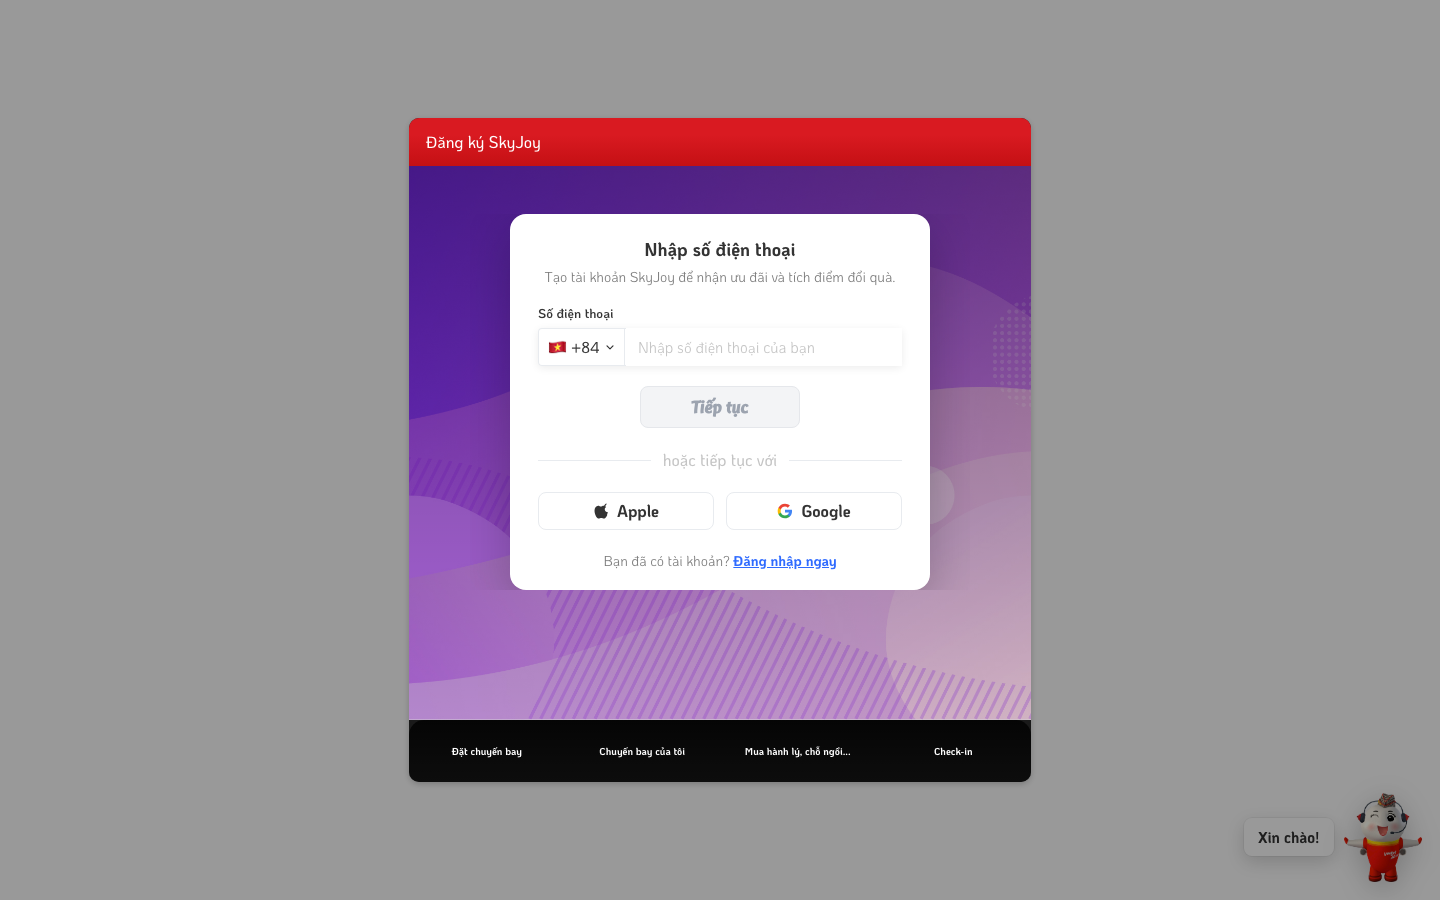 Đăng ký SkyJoy
Nhập số điện thoại
Tạo tài khoản SkyJoy để nhận ưu đãi và tích điểm đổi quà.
Số điện thoại
+84
Nhập số điện thoại của bạn
Tiếp tục
hoặc tiếp tục với
Apple
Google
Bạn đã có tài khoản? Đăng nhập ngay
Đặt chuyến bay
Chuyến bay của tôi
Mua hành lý, chỗ ngồi...
Check-in
Xin chào!